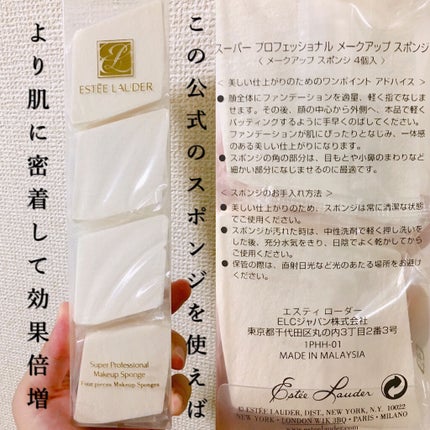 この公式のスポンジを使えば
より肌に密着して効果倍増
ESTĒE LAUDER
Super Professional
Makeup Sponge
Four pieces Makeup Sponges
スーパー プロフェッショナル メークアップ スポンジ
〈メークアップ スポンジ 4個入〉
＜美しい仕上がりのためのワンポイント アドバイス＞
● 顔全体にファンデーションを適量、軽く指でなじませ
ます。その後、顔の中心から外側へ、本品で軽く
パッティングするように手早くのばしてください。
ファンデーションが肌にぴったりとなじみ、一体感
のある美しい仕上がりになります。
● スポンジの角の部分は、目もとや小鼻のまわりなど
細かい部分になじませるのに最適です。
＜スポンジのお手入れ方法＞
● 美しい仕上がりのため、スポンジは常に清潔な状態
でご使用ください。
● スポンジが汚れた時は、中性洗剤で軽く押し洗いをし
た後、充分水気をきり、日陰でよく乾かしてから
ご使用ください。
● 保管の際は、直射日光など光のあたる場所をお避け
ください。
エスティ ローダー
ELCジャパン株式会社
東京都千代田区丸の内3丁目2番3号
1PHH-01
MADE IN MALAYSIA
Estée Lauder
© ESTÉE LAUDER, DIST, NEW YORK, N.Y. 10022
NEW YORK · LONDON W1K 3BQ · PARIS
www.esteelauder.com